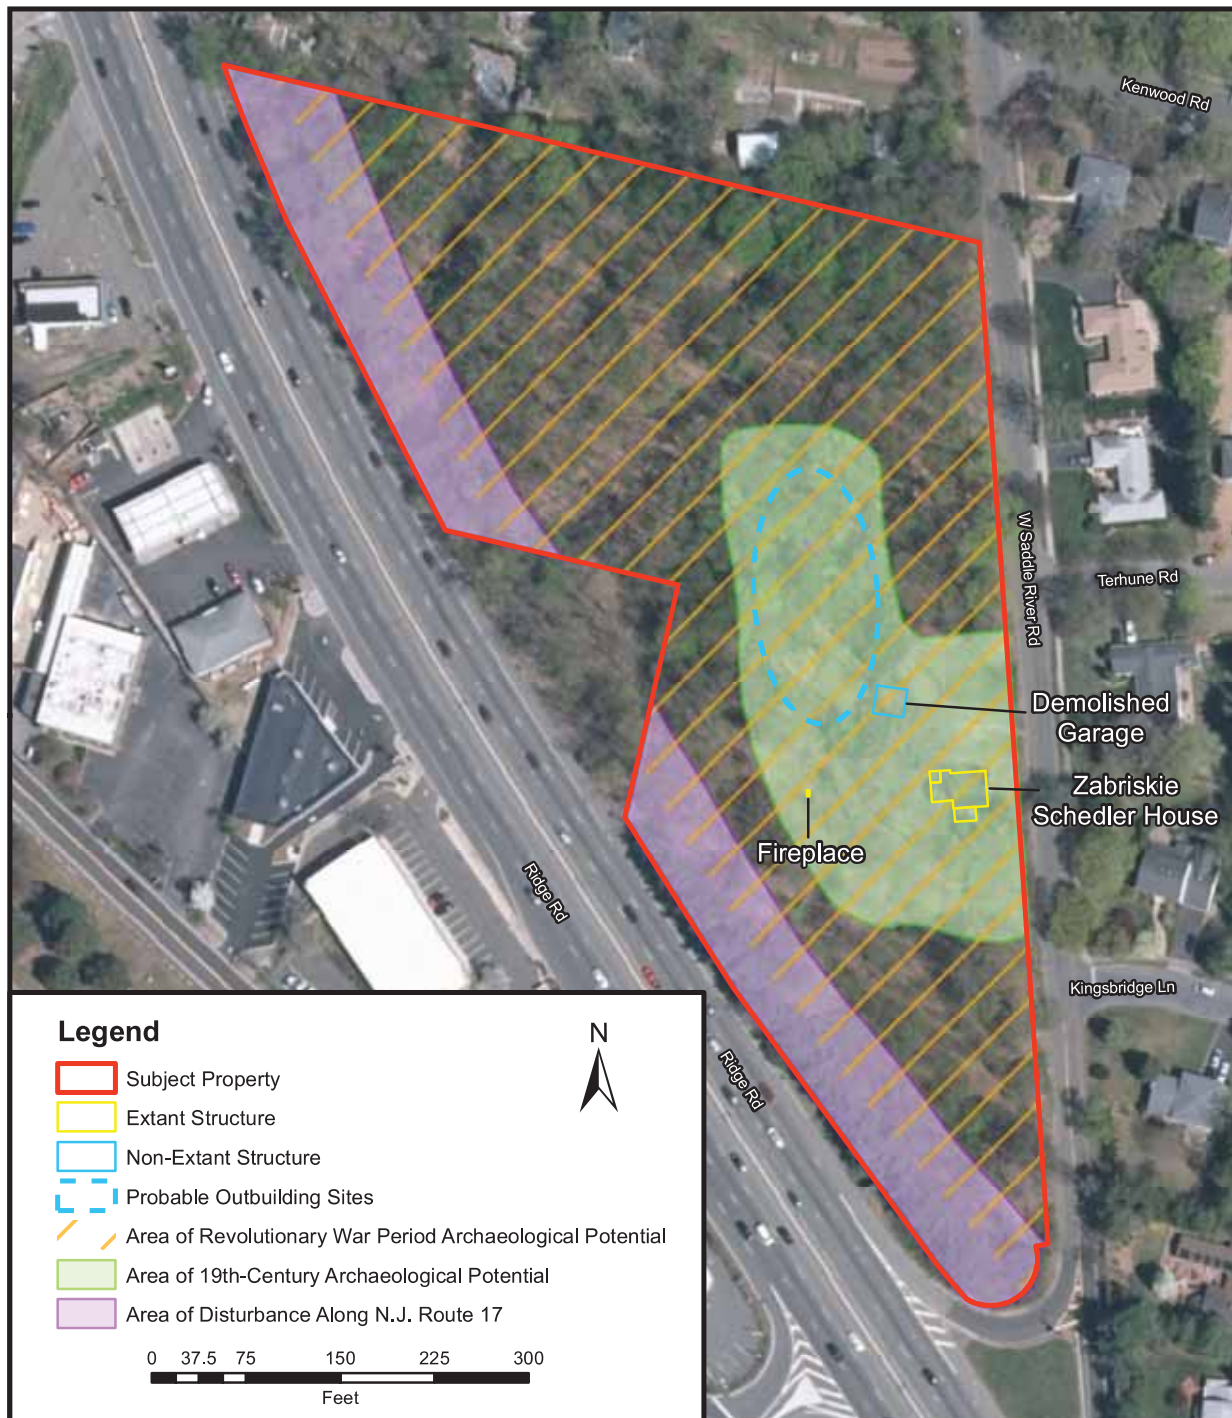 Kenwood Rd
W Saddle River Rd
Terhune Rd
Demolished
Garage
Zabriskie
Schedler House
Fireplace
Ridge Rd
Kingsbridge Ln
Ridge Rd
Legend
N
Subject Property
Extant Structure
Non-Extant Structure
Probable Outbuilding Sites
Area of Revolutionary War Period Archaeological Potential
Area of 19th-Century Archaeological Potential
Area of Disturbance Along N.J. Route 17
0 37.5 75 150 225 300
Feet